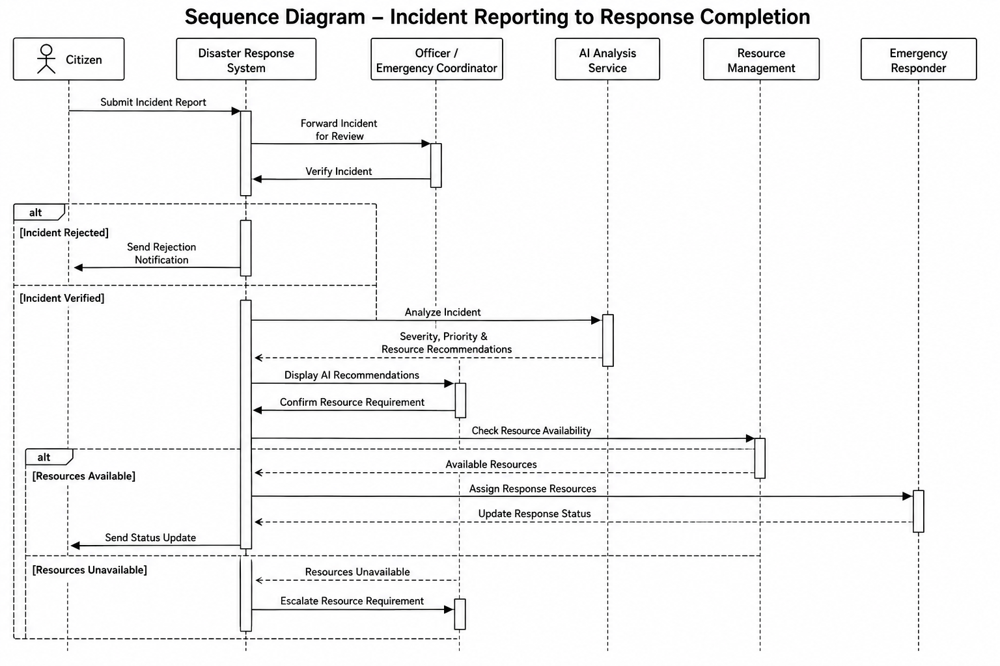 Sequence Diagram – Incident Reporting to Response Completion
Citizen
Disaster Response
System
Officer /
Emergency Coordinator
AI Analysis
Service
Resource
Management
Emergency
Responder
Submit Incident Report
Forward Incident
for Review
Verify Incident
alt
[Incident Rejected]
Send Rejection
Notification
[Incident Verified]
Analyze Incident
Severity, Priority &
Resource Recommendations
Display AI Recommendations
Confirm Resource Requirement
Check Resource Availability
alt
[Resources Available]
Available Resources
Assign Response Resources
Update Response Status
Send Status Update
[Resources Unavailable]
Resources Unavailable
Escalate Resource Requirement